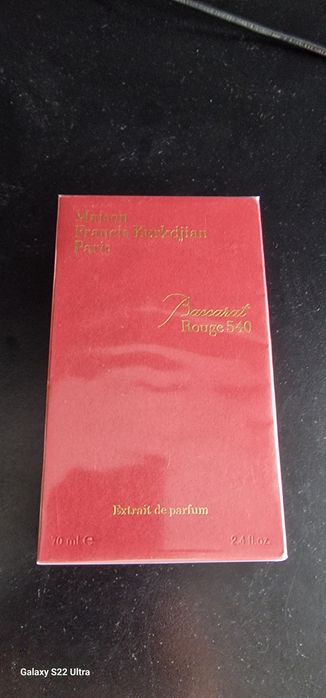 Maison
Francis Kurkdjian
Paris
Baccarat
Rouge 540
Extrait de parfum
70 ml ℮ 2.4 fl.oz.
Galaxy S22 Ultra